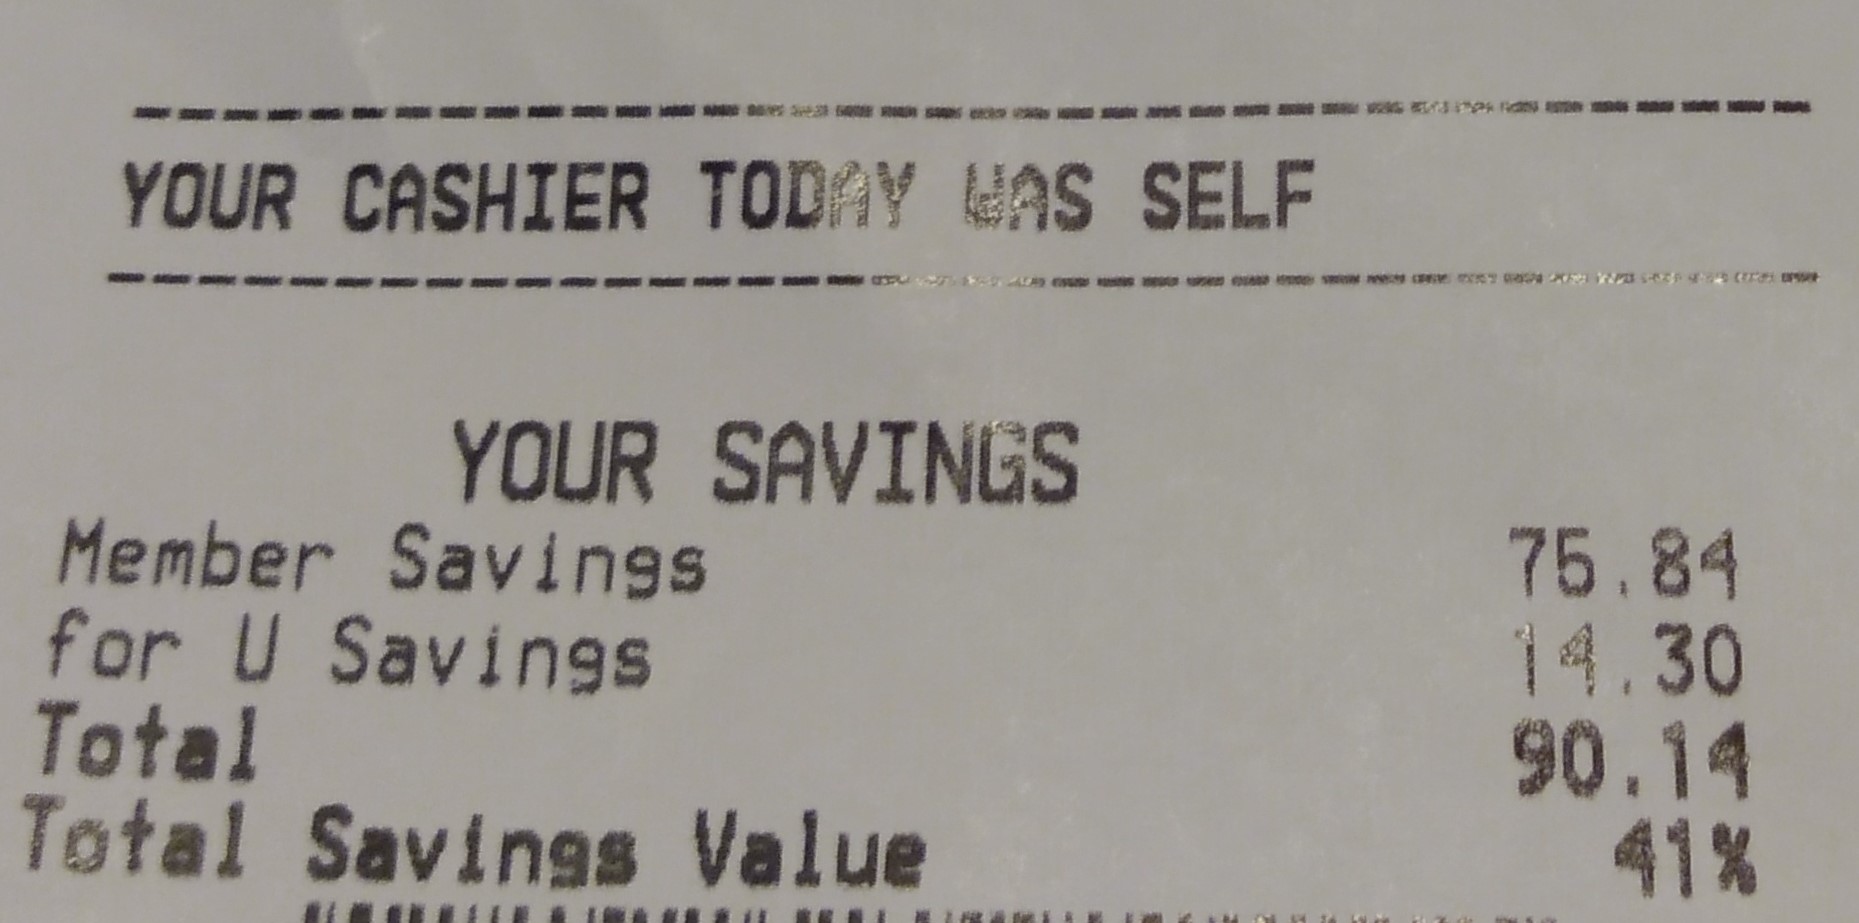 YOUR CASHIER TODAY WAS SELF
YOUR SAVINGS
Member Savings 75.84
for U Savings 14.30
Total 90.14
Total Savings Value 41%